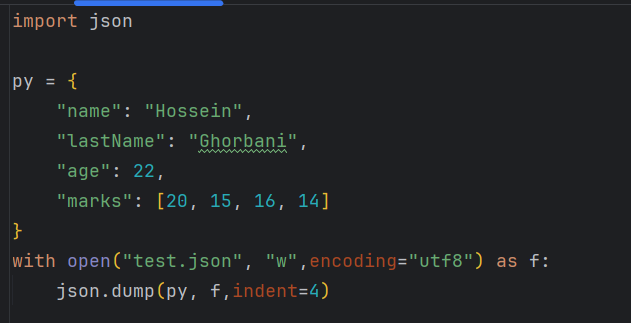 import json
py = {
    "name": "Hossein",
    "lastName": "Ghorbani",
    "age": 22,
    "marks": [20, 15, 16, 14]
}
with open("test.json", "w",encoding="utf8") as f:
    json.dump(py, f,indent=4)